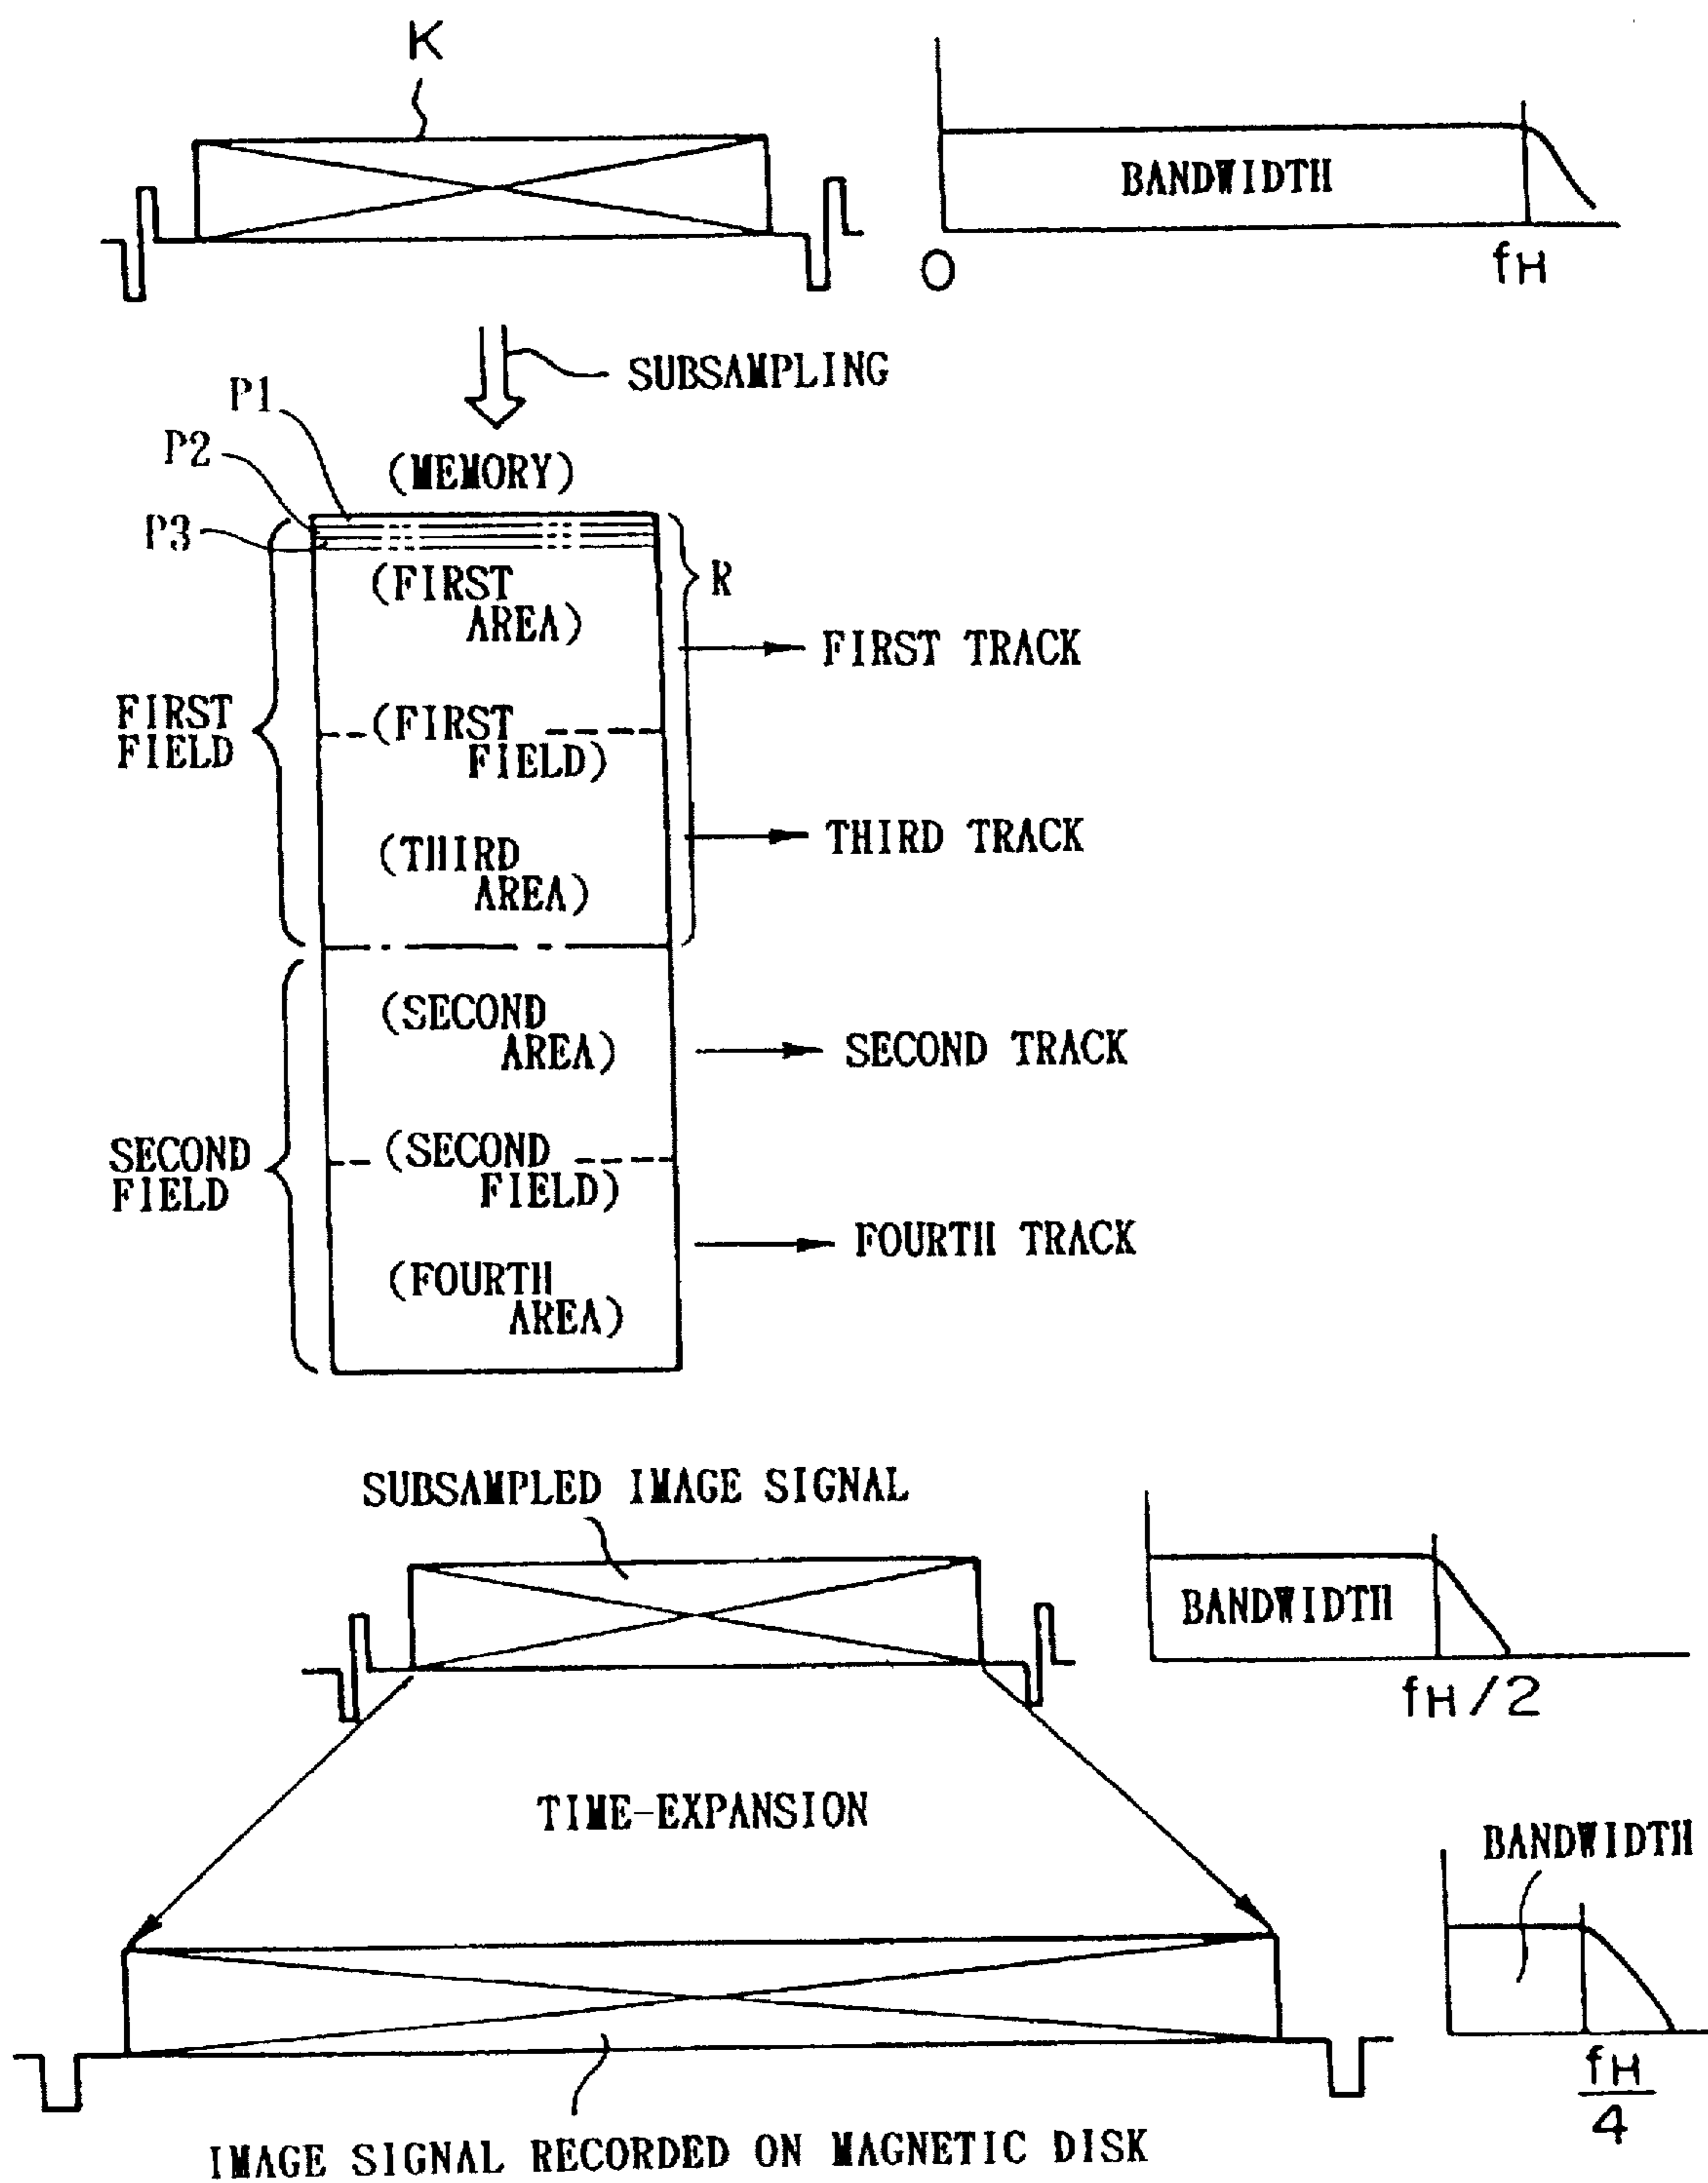 K
BANDWIDTH
O
fH
SUBSAMPLING
P1
P2
P3
(MEMORY)
(FIRST
AREA)
R
FIRST TRACK
FIRST
FIELD
(FIRST
FIELD)
THIRD TRACK
(THIRD
AREA)
(SECOND
AREA)
SECOND TRACK
SECOND
FIELD
(SECOND
FIELD)
FOURTH TRACK
(FOURTH
AREA)
SUBSAMPLED IMAGE SIGNAL
BANDWIDTH
fH/2
TIME-EXPANSION
BANDWIDTH
fH
4
IMAGE SIGNAL RECORDED ON MAGNETIC DISK